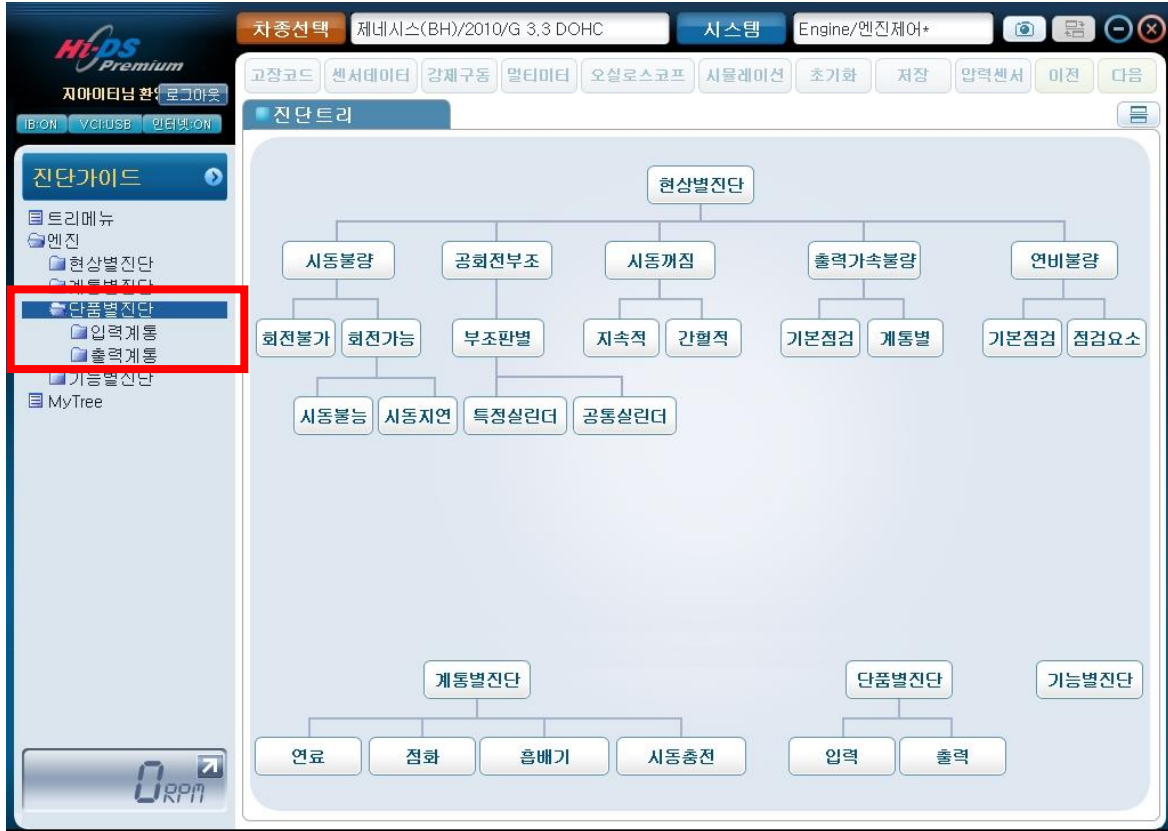 Hi-DS
Premium
지아이티님 환영 로그아웃
IB:ON VCI:USB 인터넷:ON
차종선택 제네시스(BH)/2010/G 3.3 DOHC 시스템 Engine/엔진제어*
고장코드 센서데이터 강제구동 멀티미터 오실로스코프 시뮬레이션 초기화 저장 압력센서 이전 다음
진단트리
진단가이드
트리메뉴
엔진
현상별진단
계통별진단
단품별진단
입력계통
출력계통
기능별진단
MyTree
0 RPM
현상별진단
시동불량 공회전부조 시동꺼짐 출력가속불량 연비불량
회전불가 회전가능 부조판별 지속적 간헐적 기본점검 계통별 기본점검 점검요소
시동불능 시동지연 특정실린더 공통실린더
계통별진단 단품별진단 기능별진단
연료 점화 흡배기 시동충전 입력 출력